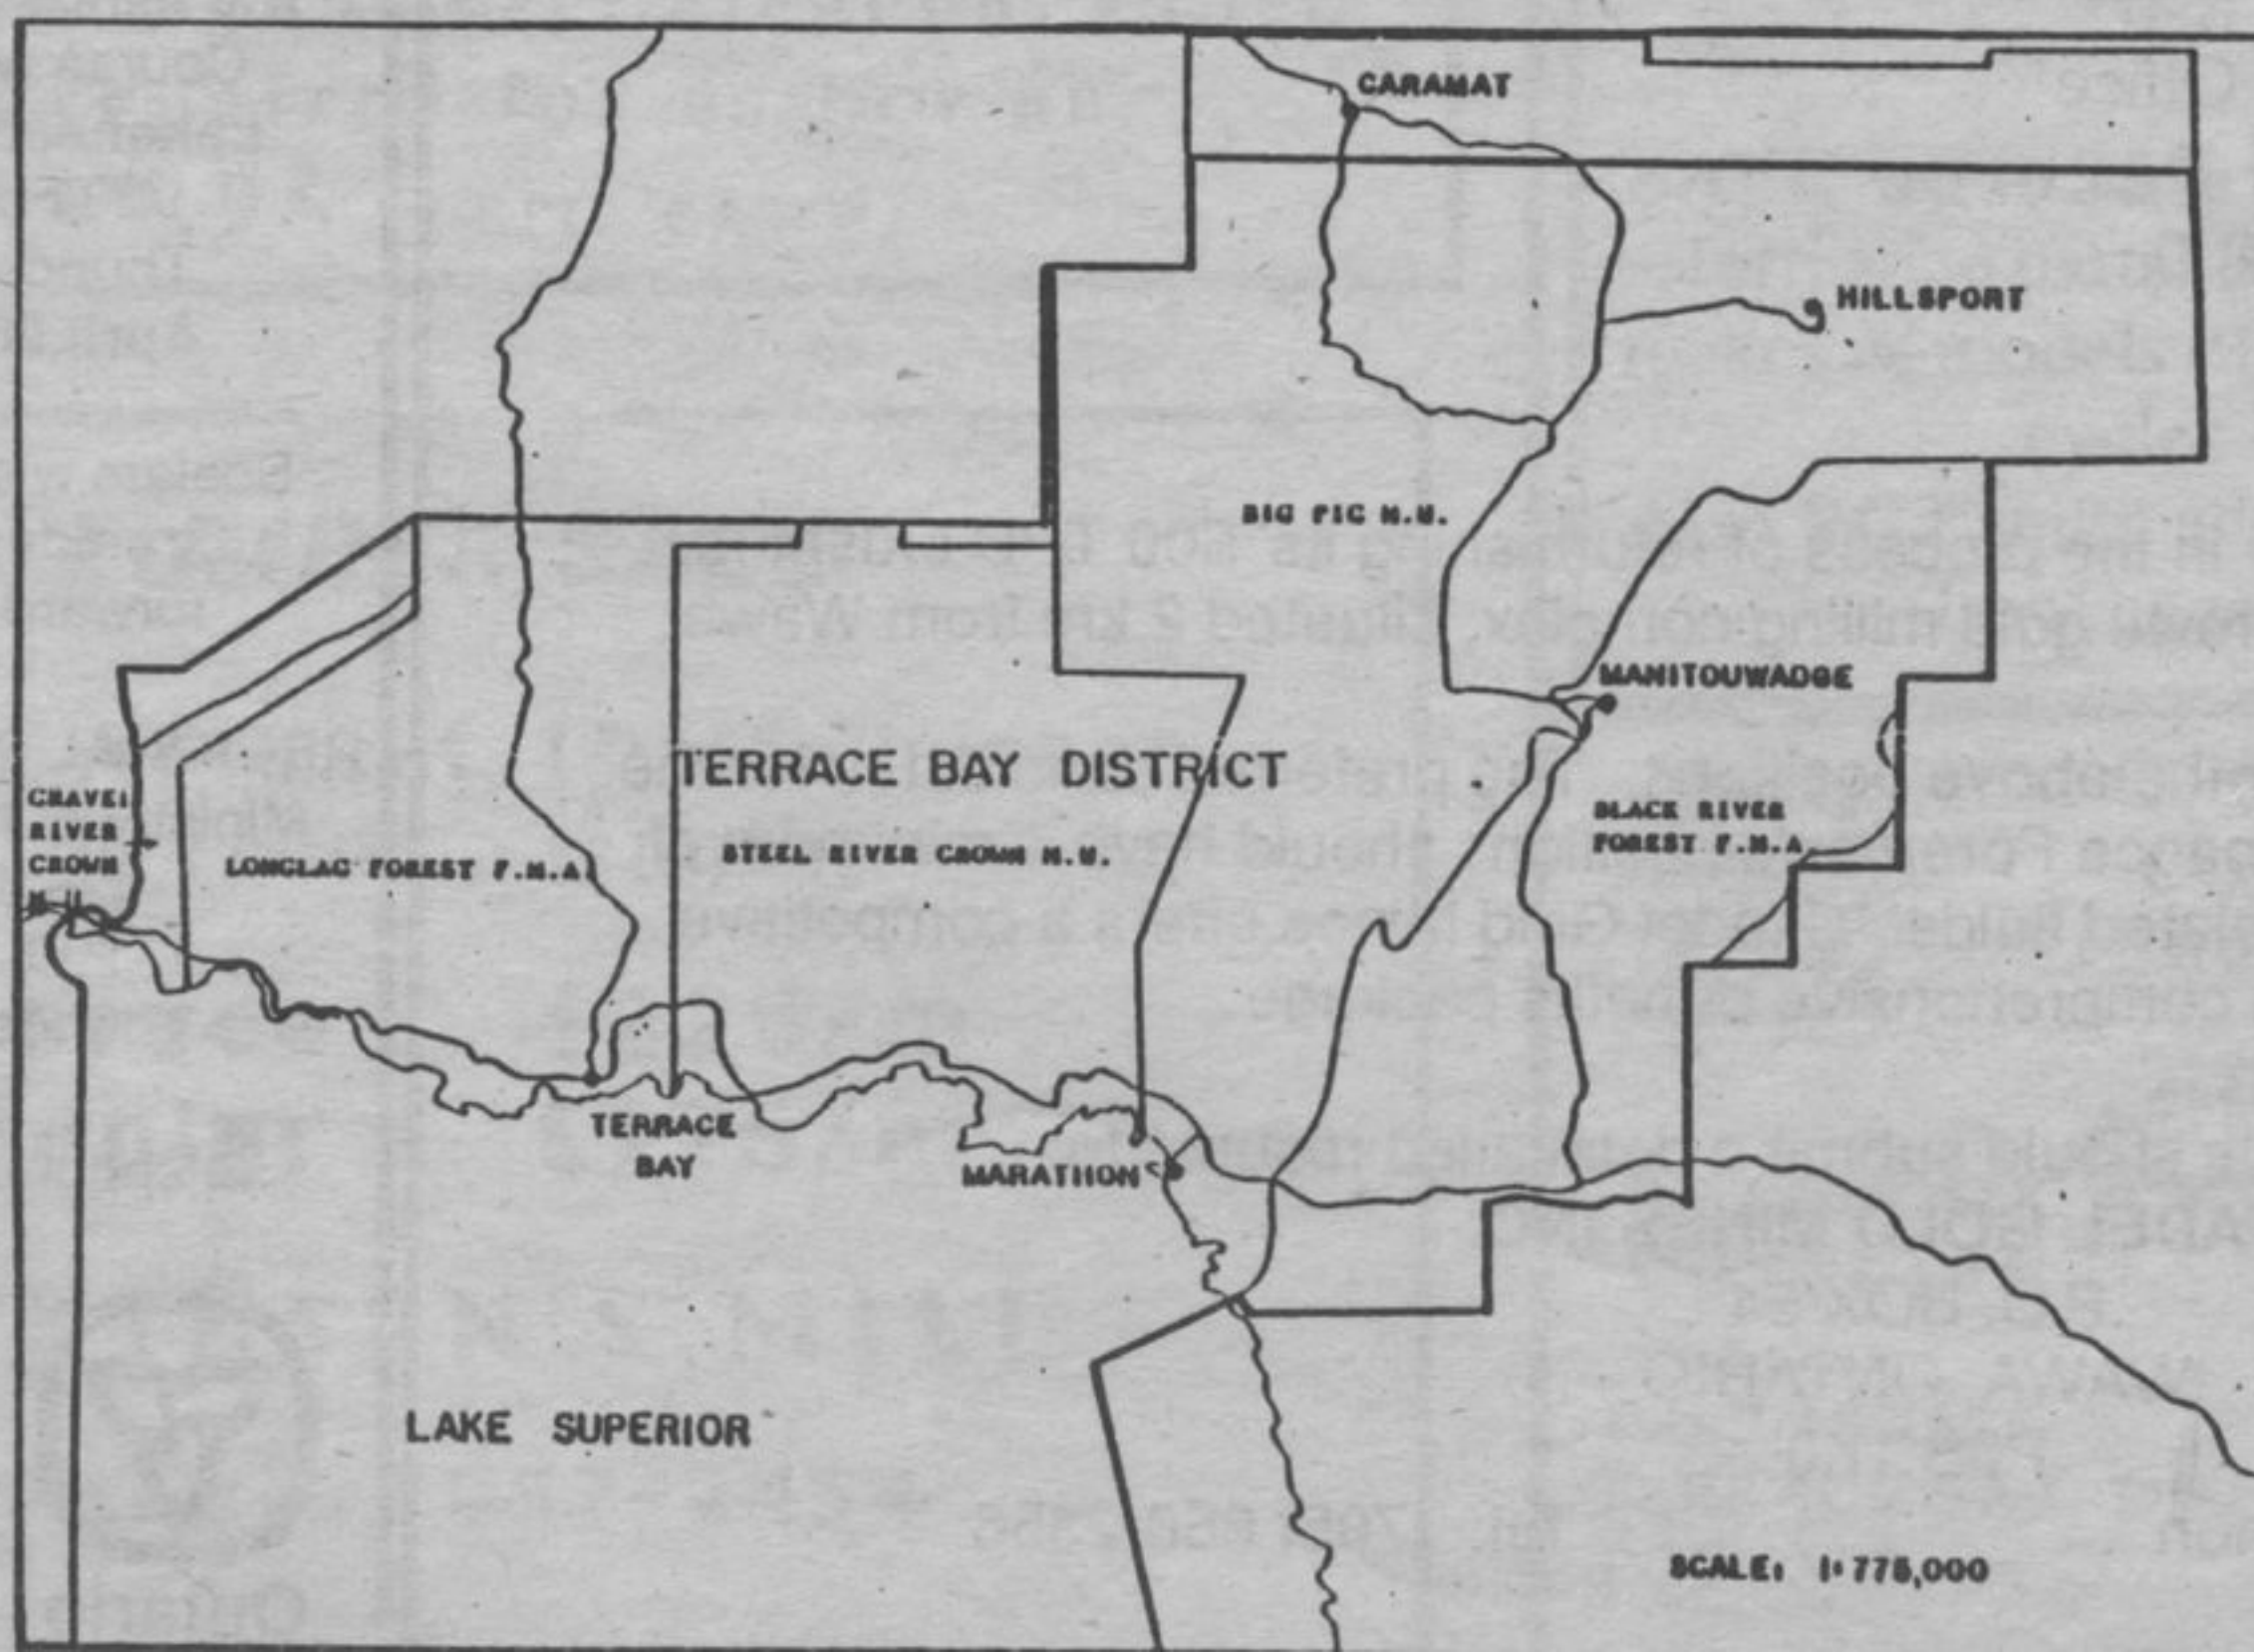 CARAMAT
HILLSPORT
BIG PIC M.U.
MANITOUWADGE
TERRACE BAY DISTRICT
GRAVEL
RIVER
CROWN
M.U.
BLACK RIVER
FOREST F.M.A
STEEL RIVER CROWN M.U.
LONGLAC FOREST F.M.A.
TERRACE
BAY
MARATHON
LAKE SUPERIOR
SCALE: 1:775,000